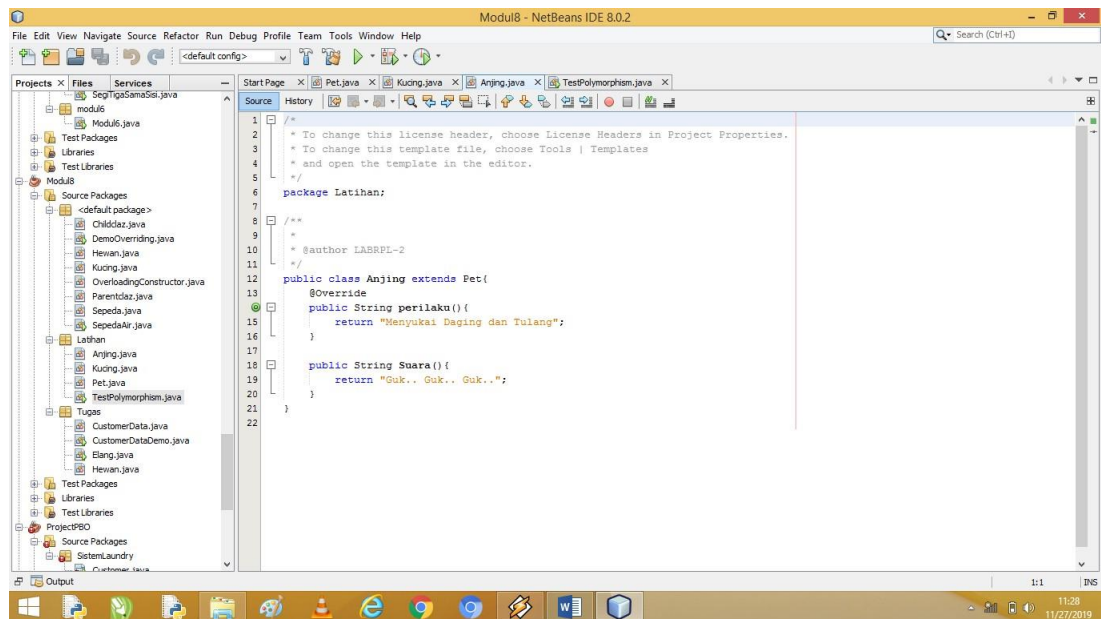 Modul8 - NetBeans IDE 8.0.2
File Edit View Navigate Source Refactor Run Debug Profile Team Tools Window Help
Search (Ctrl+I)
<default config>
Projects Files Services
Start Page Pet.java Kucing.java Anjing.java TestPolymorphism.java
Source History
SegiTigaSamaSisi.java
modul6
Modul6.java
Test Packages
Libraries
Test Libraries
Modul8
Source Packages
<default package>
Childclaz.java
DemoOverriding.java
Hewan.java
Kucing.java
OverloadingConstructor.java
Parentclaz.java
Sepeda.java
SepedaAir.java
Latihan
Anjing.java
Kucing.java
Pet.java
TestPolymorphism.java
Tugas
CustomerData.java
CustomerDataDemo.java
Elang.java
Hewan.java
Test Packages
Libraries
Test Libraries
ProjectPBO
Source Packages
SistemLaundry
Customer.java
1 /*
2 * To change this license header, choose License Headers in Project Properties.
3 * To change this template file, choose Tools | Templates
4 * and open the template in the editor.
5 */
6 package Latihan;
7
8 /**
9 *
10 * @author LABRPL-2
11 */
12 public class Anjing extends Pet{
13 @Override
public String perilaku(){
15 return "Menyukai Daging dan Tulang";
16 }
17
18 public String Suara(){
19 return "Guk.. Guk.. Guk..";
20 }
21 }
22
Output
1:1 INS
11:28
11/27/2019